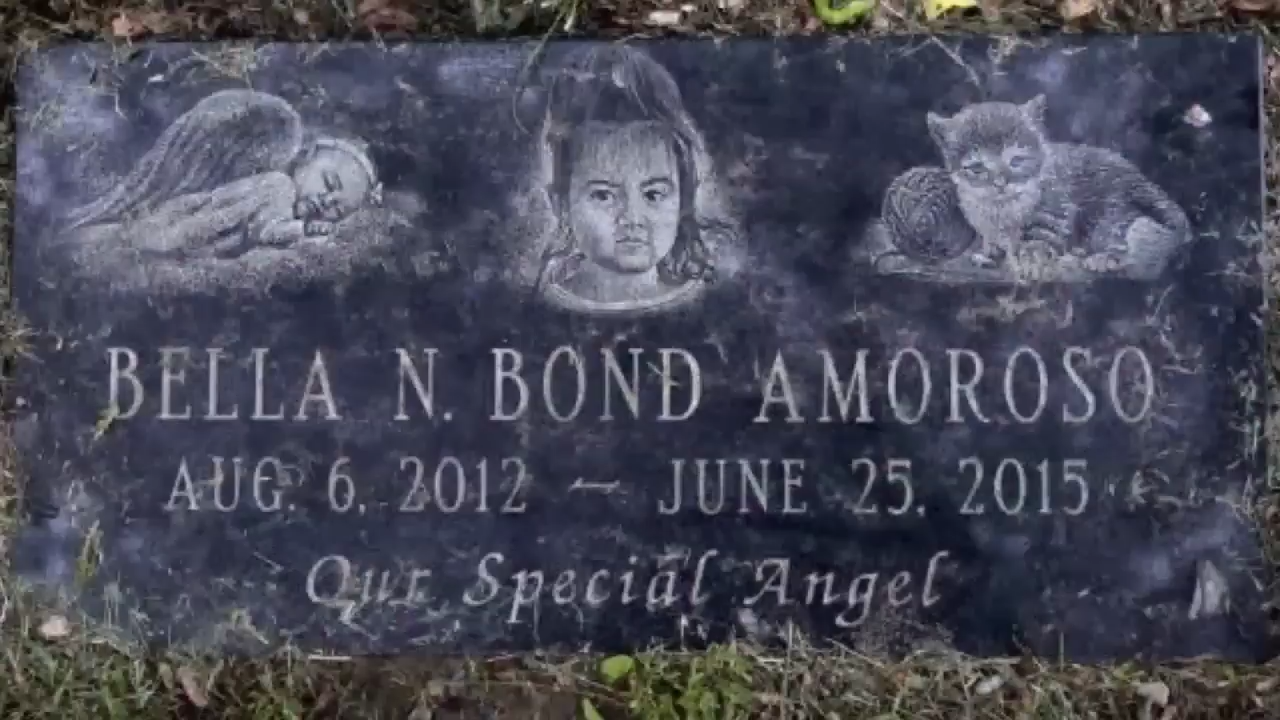 BELLA N. BOND AMOROSO
AUG. 6, 2012 ~ JUNE 25, 2015
Our Special Angel